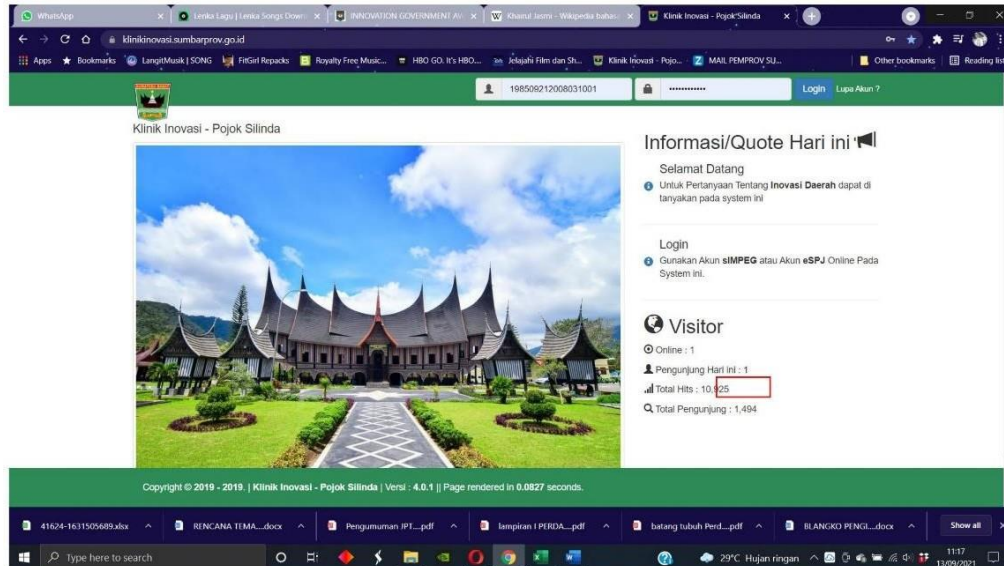 WhatsApp
Lenka Lagu | Lenka Songs Down
INNOVATION GOVERNMENT AW
Khairul Jasmi - Wikipedia bahasa
Klinik Inovasi - Pojok Silinda
klinikinovasi.sumbarprov.go.id
Apps
Bookmarks
LangitMusik | SONG
FitGirl Repacks
Royalty Free Music...
HBO GO. It's HBO...
Jelajahi Film dan Sh...
Klinik Inovasi - Pojo...
MAIL PEMPROV SU...
Other bookmarks
Reading list
198509212008031001
Login
Lupa Akun ?
Klinik Inovasi - Pojok Silinda
Informasi/Quote Hari ini
Selamat Datang
Untuk Pertanyaan Tentang Inovasi Daerah dapat di
tanyakan pada system ini
Login
Gunakan Akun sIMPEG atau Akun eSPJ Online Pada
System ini.
Visitor
Online : 1
Pengunjung Hari ini : 1
Total Hits : 10,925
Total Pengunjung : 1,494
Copyright © 2019 - 2019. | Klinik Inovasi - Pojok Silinda | Versi : 4.0.1 || Page rendered in 0.0827 seconds.
41624-1631505689.xlsx
RENCANA TEMA....docx
Pengumuman JPT....pdf
lampiran I PERDA....pdf
batang tubuh Perd....pdf
BLANGKO PENGI....docx
Show all
Type here to search
29°C Hujan ringan
11:17
13/09/2021